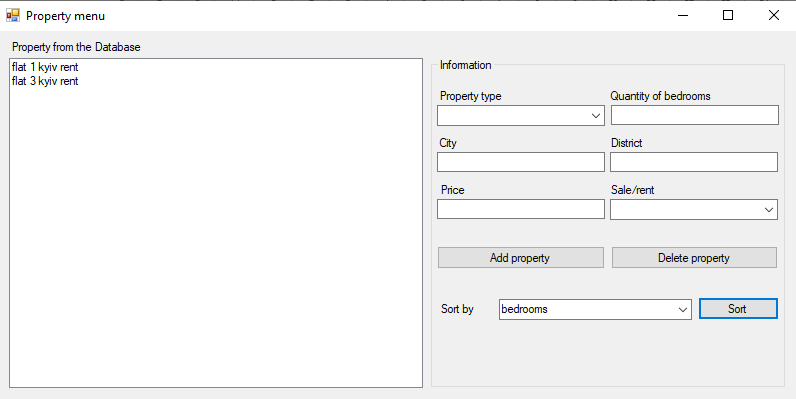 Property menu
Property from the Database
flat 1 kyiv rent
flat 3 kyiv rent
Information
Property type
Quantity of bedrooms
City
District
Price
Sale/rent
Add property
Delete property
Sort by
bedrooms
Sort